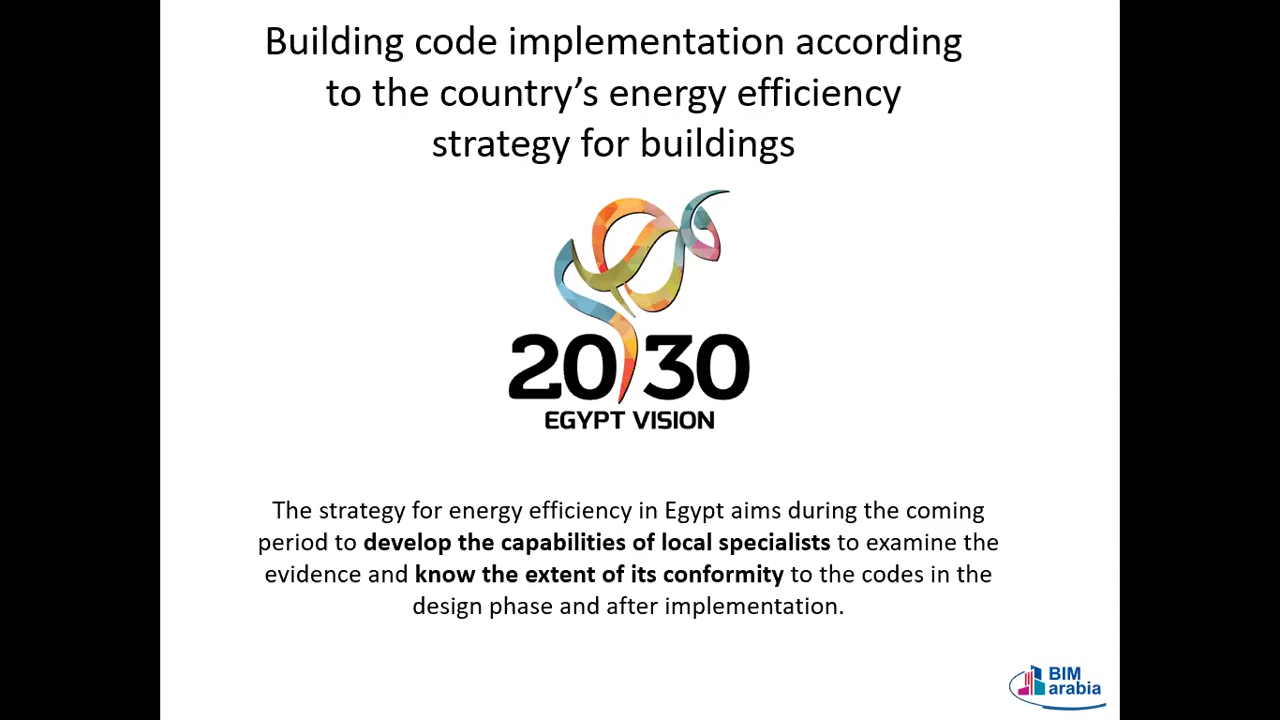 Building code implementation according
to the country’s energy efficiency
strategy for buildings
2030
EGYPT VISION
The strategy for energy efficiency in Egypt aims during the coming
period to develop the capabilities of local specialists to examine the
evidence and know the extent of its conformity to the codes in the
design phase and after implementation.
BIM
arabia